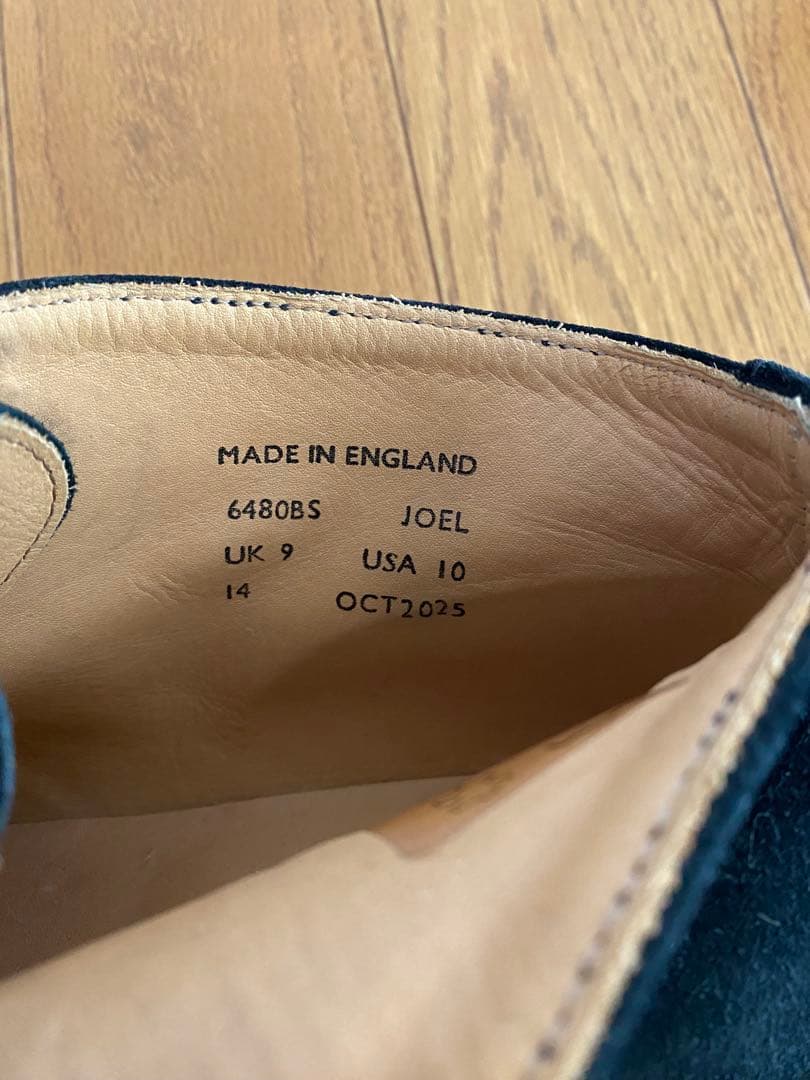 MADE IN ENGLAND
6480BS JOEL
UK 9 USA 10
14 OCT2025